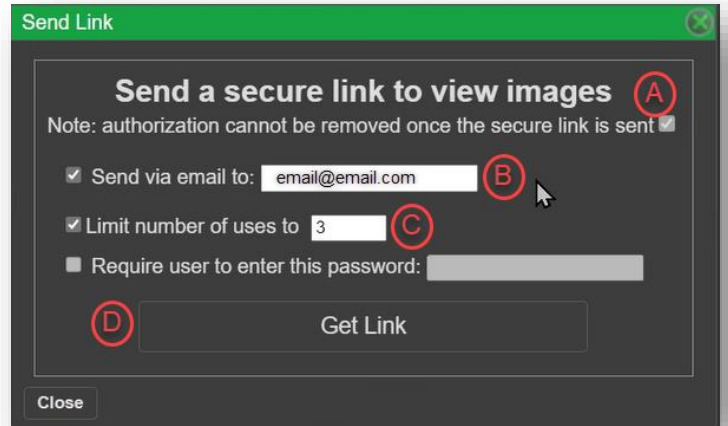 Send Link
Send a secure link to view images A
Note: authorization cannot be removed once the secure link is sent
Send via email to: email@email.com B
Limit number of uses to 3 C
Require user to enter this password:
D Get Link
Close